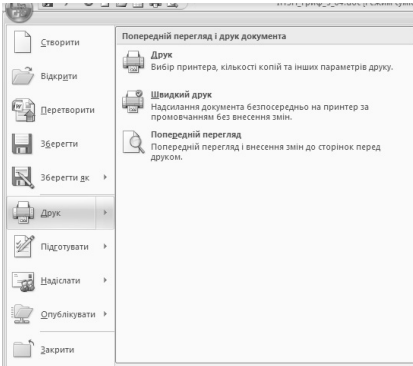 Створити
Відкрити
Перетворити
Зберегти
Зберегти як
Друк
Підготувати
Надіслати
Опублікувати
Закрити
Попередній перегляд і друк документа
Друк
Вибір принтера, кількості копій та інших параметрів друку.
Швидкий друк
Надсилання документа безпосередньо на принтер за
промовчанням без внесення змін.
Попередній перегляд
Попередній перегляд і внесення змін до сторінок перед
друком.